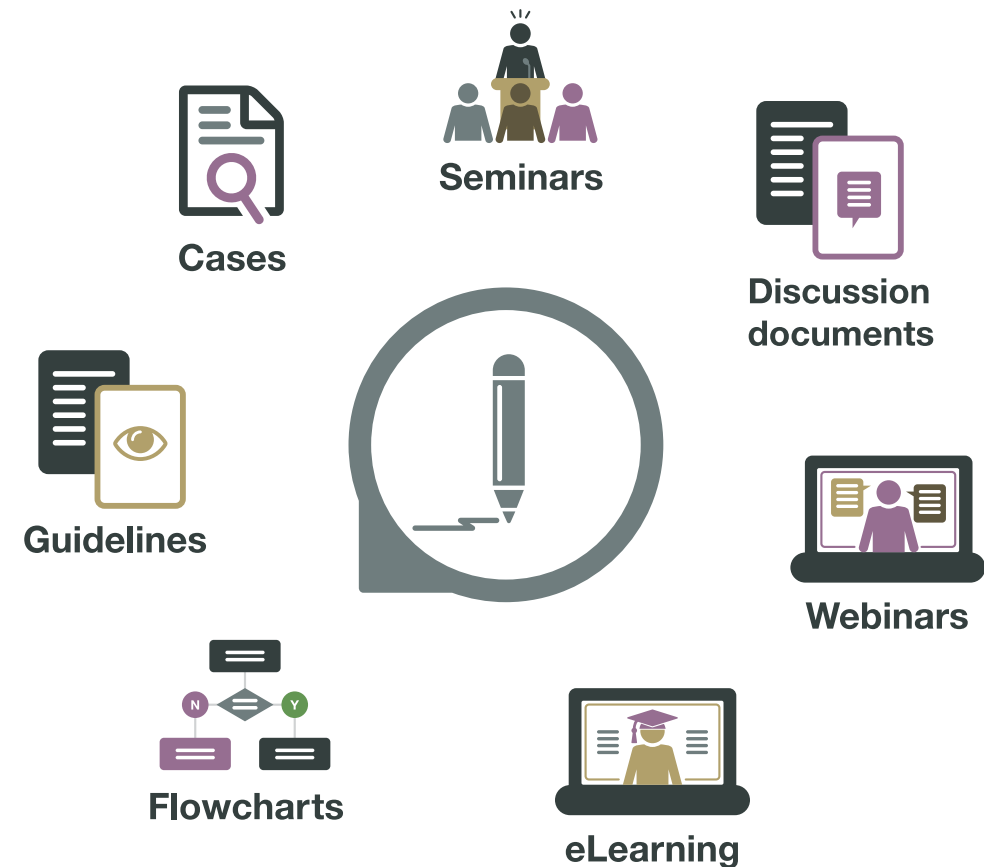 Seminars
Cases
Discussion
documents
Guidelines
Webinars
N
Y
Flowcharts
eLearning